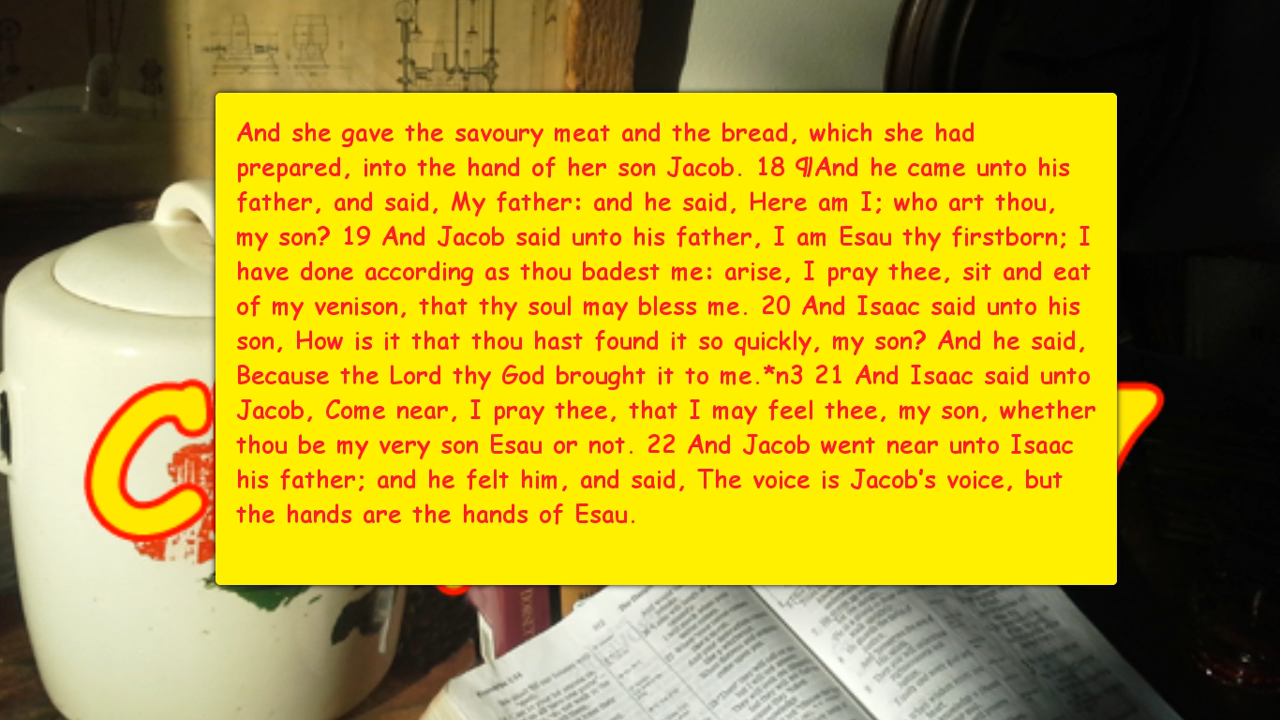 And she gave the savoury meat and the bread, which she had
prepared, into the hand of her son Jacob. 18 ¶And he came unto his
father, and said, My father: and he said, Here am I; who art thou,
my son? 19 And Jacob said unto his father, I am Esau thy firstborn; I
have done according as thou badest me: arise, I pray thee, sit and eat
of my venison, that thy soul may bless me. 20 And Isaac said unto his
son, How is it that thou hast found it so quickly, my son? And he said,
Because the Lord thy God brought it to me.*n3 21 And Isaac said unto
Jacob, Come near, I pray thee, that I may feel thee, my son, whether
thou be my very son Esau or not. 22 And Jacob went near unto Isaac
his father; and he felt him, and said, The voice is Jacob's voice, but
the hands are the hands of Esau.